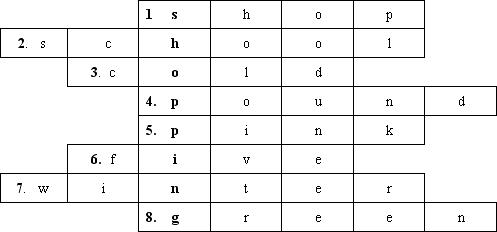 1 s h o p
2. s c h o o l
3. c o l d
4. p o u n d
5. p i n k
6. f i v e
7. w i n t e r
8. g r e e n